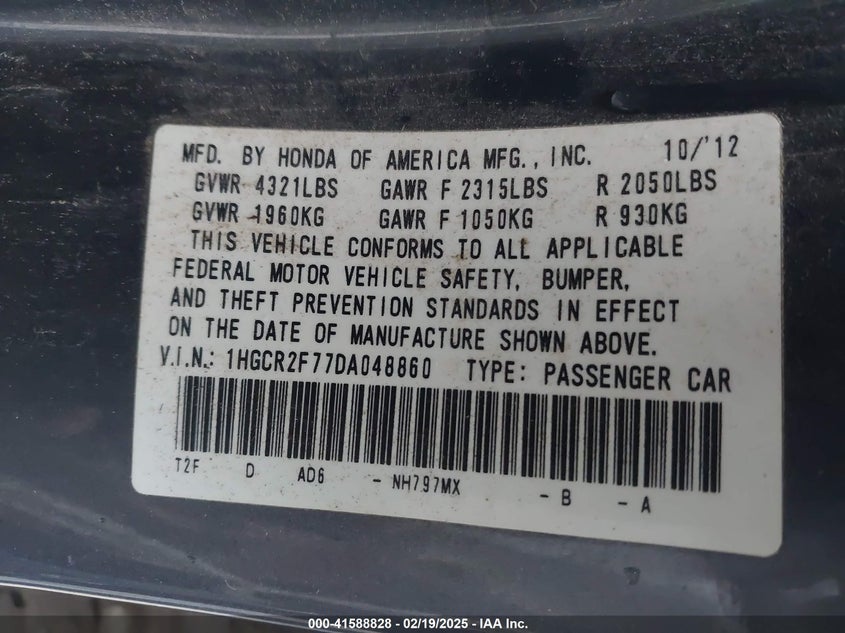 MFD. BY HONDA OF AMERICA MFG., INC. 10/'12
GVWR 4321LBS GAWR F 2315LBS R 2050LBS
GVWR 1960KG GAWR F 1050KG R 930KG
THIS VEHICLE CONFORMS TO ALL APPLICABLE
FEDERAL MOTOR VEHICLE SAFETY, BUMPER,
AND THEFT PREVENTION STANDARDS IN EFFECT
ON THE DATE OF MANUFACTURE SHOWN ABOVE.
V.I.N.: 1HGCR2F77DA048860 TYPE: PASSENGER CAR
T2F D AD6 - NH797MX - B - A
000-41588828 - 02/19/2025 - IAA Inc.